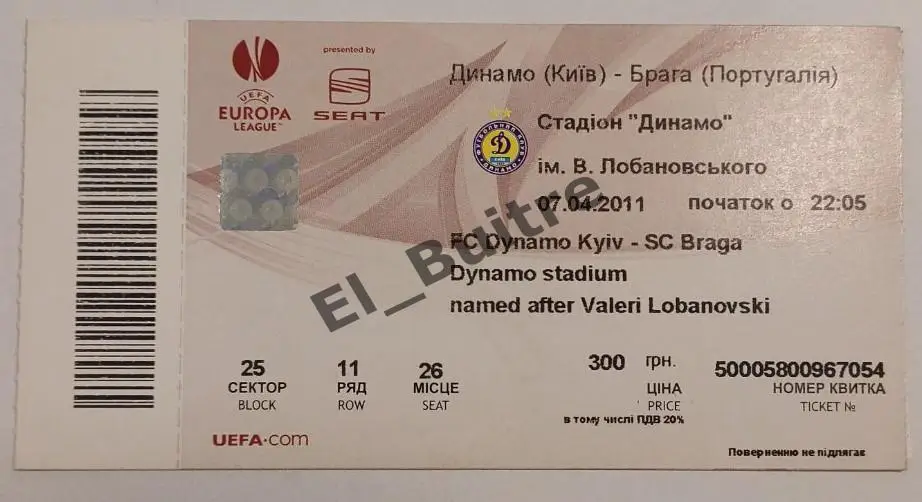 presented by
UEFA
EUROPA
LEAGUE™
SEAT
Динамо (Київ) - Брага (Португалія)
Стадіон "Динамо"
ім. В. Лобановського
07.04.2011 початок о 22:05
FC Dynamo Kyiv - SC Braga
Dynamo stadium
named after Valeri Lobanovski
El_Buitre
25 11 26 300 грн. 50005800967054
СЕКТОР РЯД МІСЦЕ ЦІНА НОМЕР КВИТКА
BLOCK ROW SEAT PRICE TICKET №
в тому числі ПДВ 20%
UEFA.com
Поверненню не підлягає